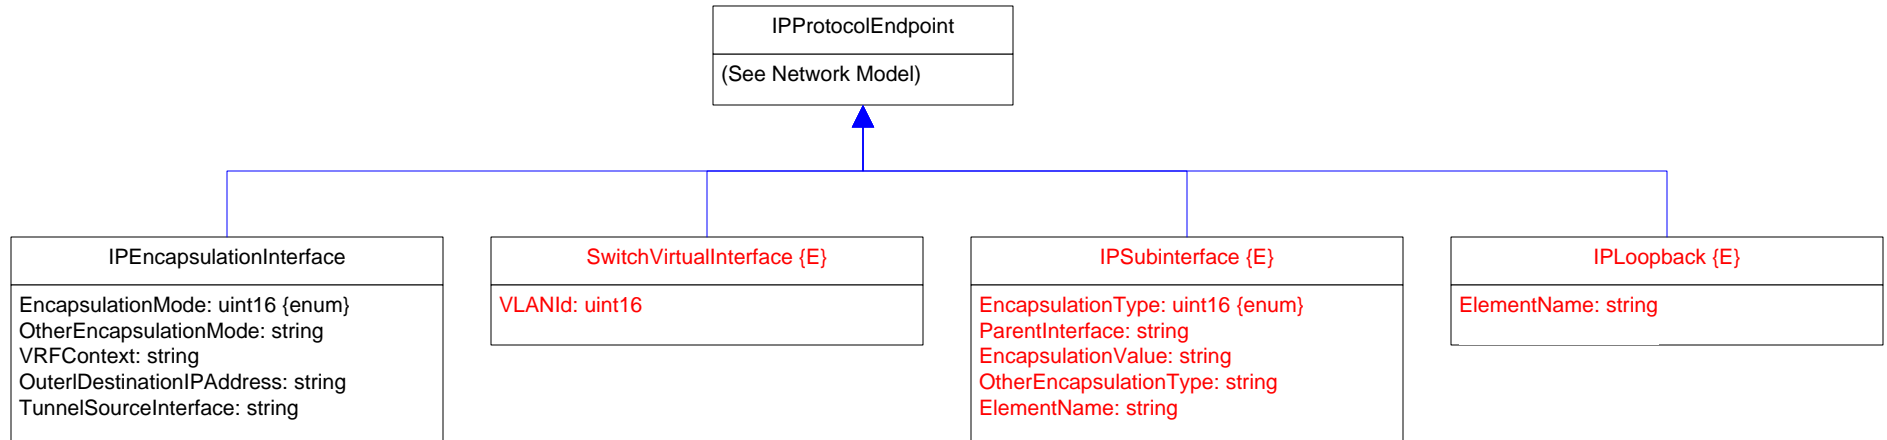 IPProtocolEndpoint
(See Network Model)
IPEncapsulationInterface
EncapsulationMode: uint16 {enum}
OtherEncapsulationMode: string
VRFContext: string
OuterlDestinationIPAddress: string
TunnelSourceInterface: string
SwitchVirtualInterface {E}
VLANId: uint16
IPSubinterface {E}
EncapsulationType: uint16 {enum}
ParentInterface: string
EncapsulationValue: string
OtherEncapsulationType: string
ElementName: string
IPLoopback {E}
ElementName: string